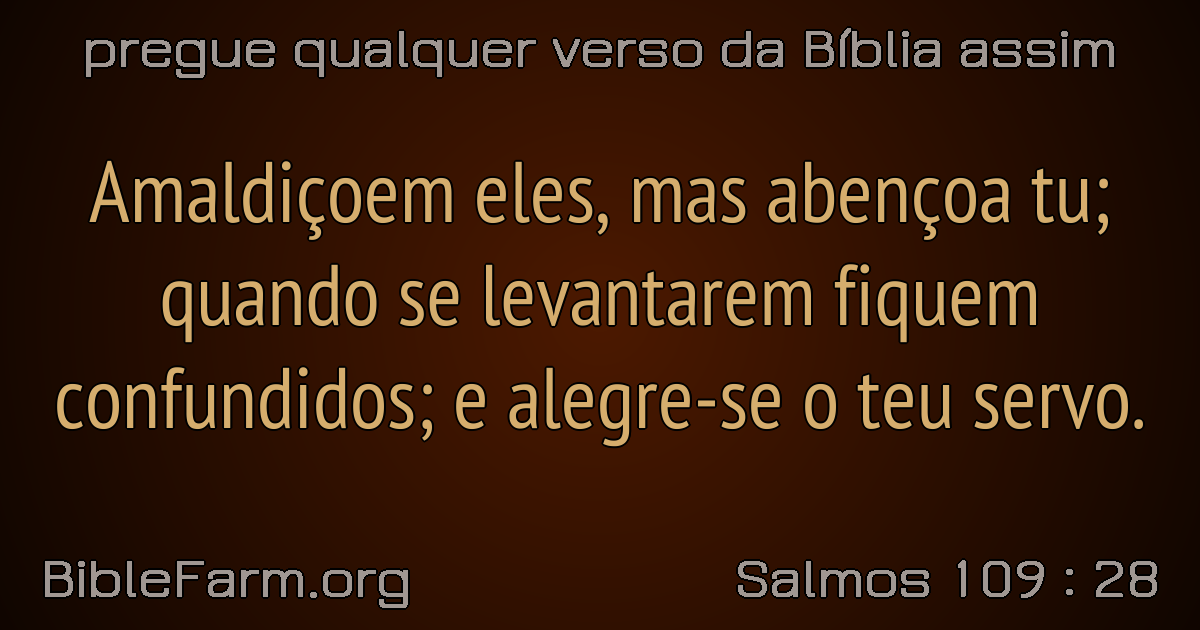 pregue qualquer verso da Bíblia assim
Amaldiçoem eles, mas abençoa tu;
quando se levantarem fiquem
confundidos; e alegre-se o teu servo.
BibleFarm.org
Salmos 109 : 28